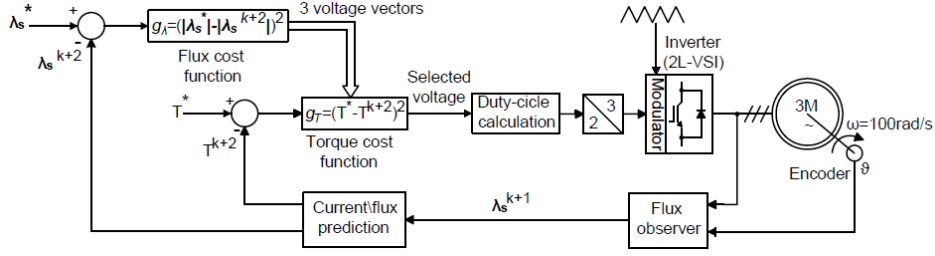 λs*
+
-
λs^k+2
gλ=(|λs*|-|λs^k+2|)²
Flux cost
function
3 voltage vectors
T*
+
-
T^k+2
gT=(T*-T^k+2)²
Torque cost
function
Selected
voltage
Duty-cicle
calculation
3
2
Inverter
(2L-VSI)
Modulator
3M
~
ω=100rad/s
Encoder
ϑ
Current\flux
prediction
λs^k+1
Flux
observer